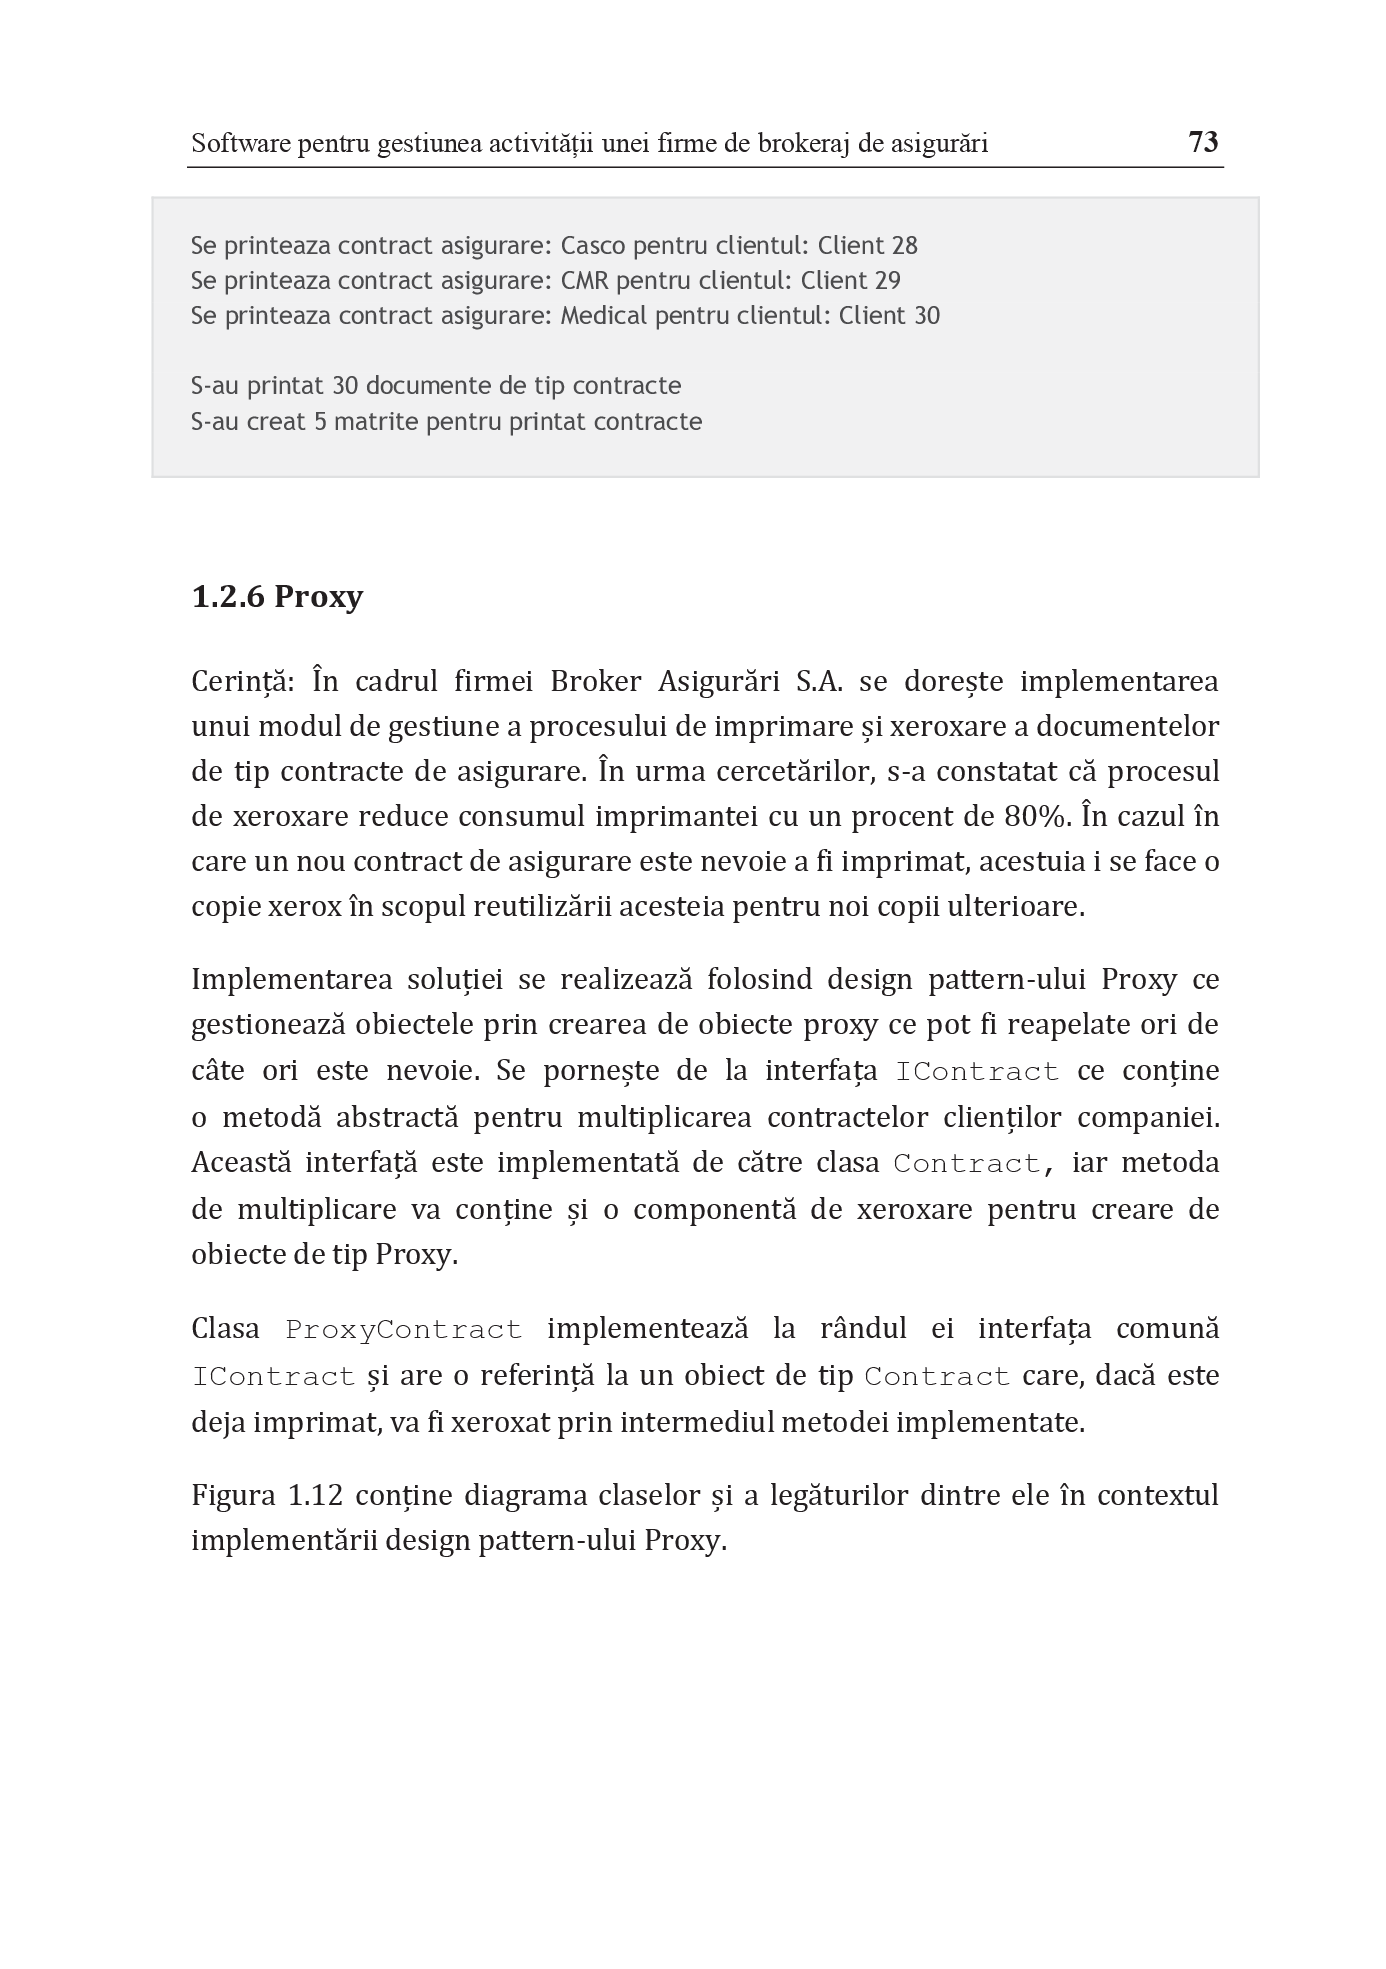 Software pentru gestiunea activității unei firme de brokeraj de asigurări 73
Se printeaza contract asigurare: Casco pentru clientul: Client 28
Se printeaza contract asigurare: CMR pentru clientul: Client 29
Se printeaza contract asigurare: Medical pentru clientul: Client 30
S-au printat 30 documente de tip contracte
S-au creat 5 matrite pentru printat contracte
1.2.6 Proxy
Cerință: În cadrul firmei Broker Asigurări S.A. se dorește implementarea
unui modul de gestiune a procesului de imprimare și xeroxare a documentelor
de tip contracte de asigurare. În urma cercetărilor, s-a constatat că procesul
de xeroxare reduce consumul imprimantei cu un procent de 80%. În cazul în
care un nou contract de asigurare este nevoie a fi imprimat, acestuia i se face o
copie xerox în scopul reutilizării acesteia pentru noi copii ulterioare.
Implementarea soluției se realizează folosind design pattern-ului Proxy ce
gestionează obiectele prin crearea de obiecte proxy ce pot fi reapelate ori de
câte ori este nevoie. Se pornește de la interfața IContract ce conține
o metodă abstractă pentru multiplicarea contractelor clienților companiei.
Această interfață este implementată de către clasa Contract, iar metoda
de multiplicare va conține și o componentă de xeroxare pentru creare de
obiecte de tip Proxy.
Clasa ProxyContract implementează la rândul ei interfața comună
IContract și are o referință la un obiect de tip Contract care, dacă este
deja imprimat, va fi xeroxat prin intermediul metodei implementate.
Figura 1.12 conține diagrama claselor și a legăturilor dintre ele în contextul
implementării design pattern-ului Proxy.